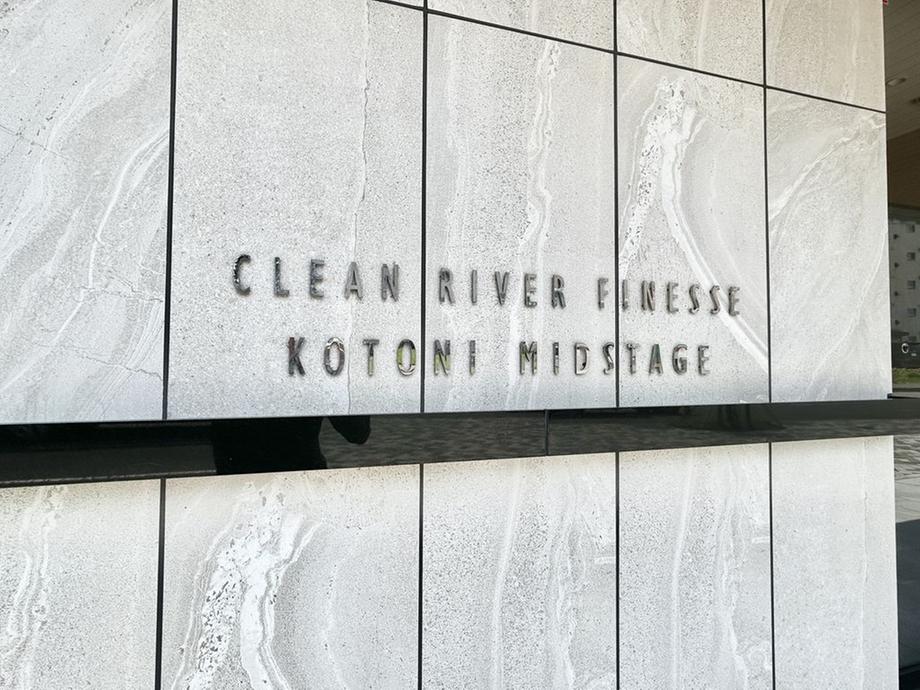 CLEAN RIVER FINESSE
KOTONI MIDSTAGE